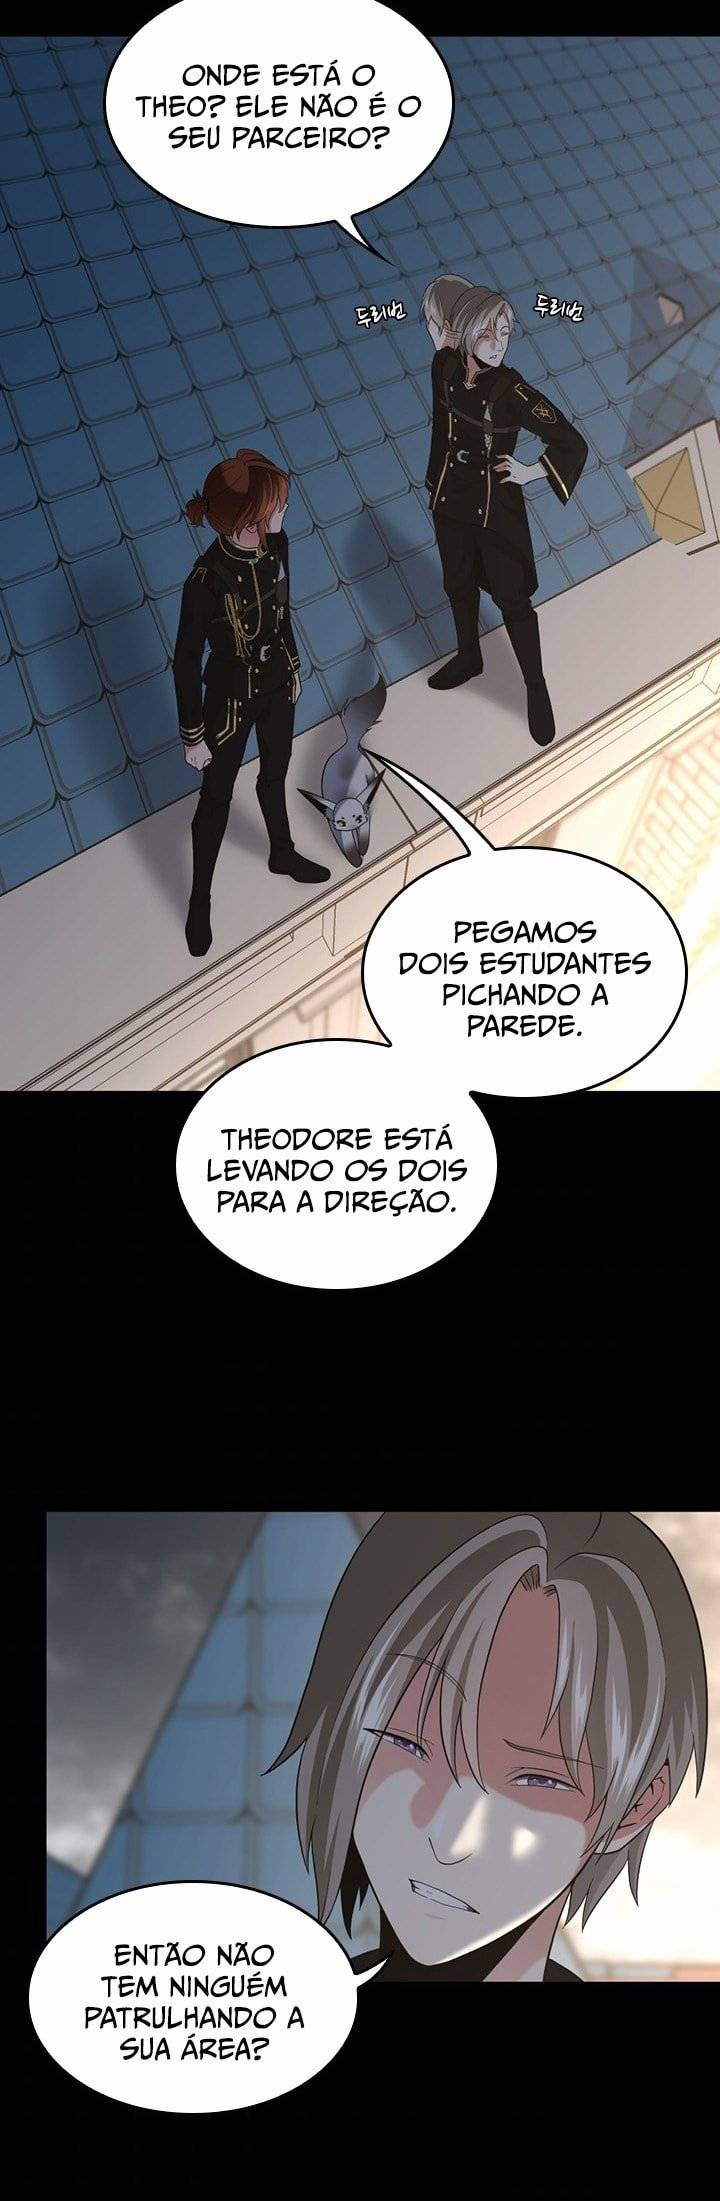 ONDE ESTÁ O
THEO? ELE NÃO É O
SEU PARCEIRO?
두리번
두리번
PEGAMOS
DOIS ESTUDANTES
PICHANDO A
PAREDE.
THEODORE ESTÁ
LEVANDO OS DOIS
PARA A DIREÇÃO.
ENTÃO NÃO
TEM NINGUÉM
PATRULHANDO A
SUA ÁREA?